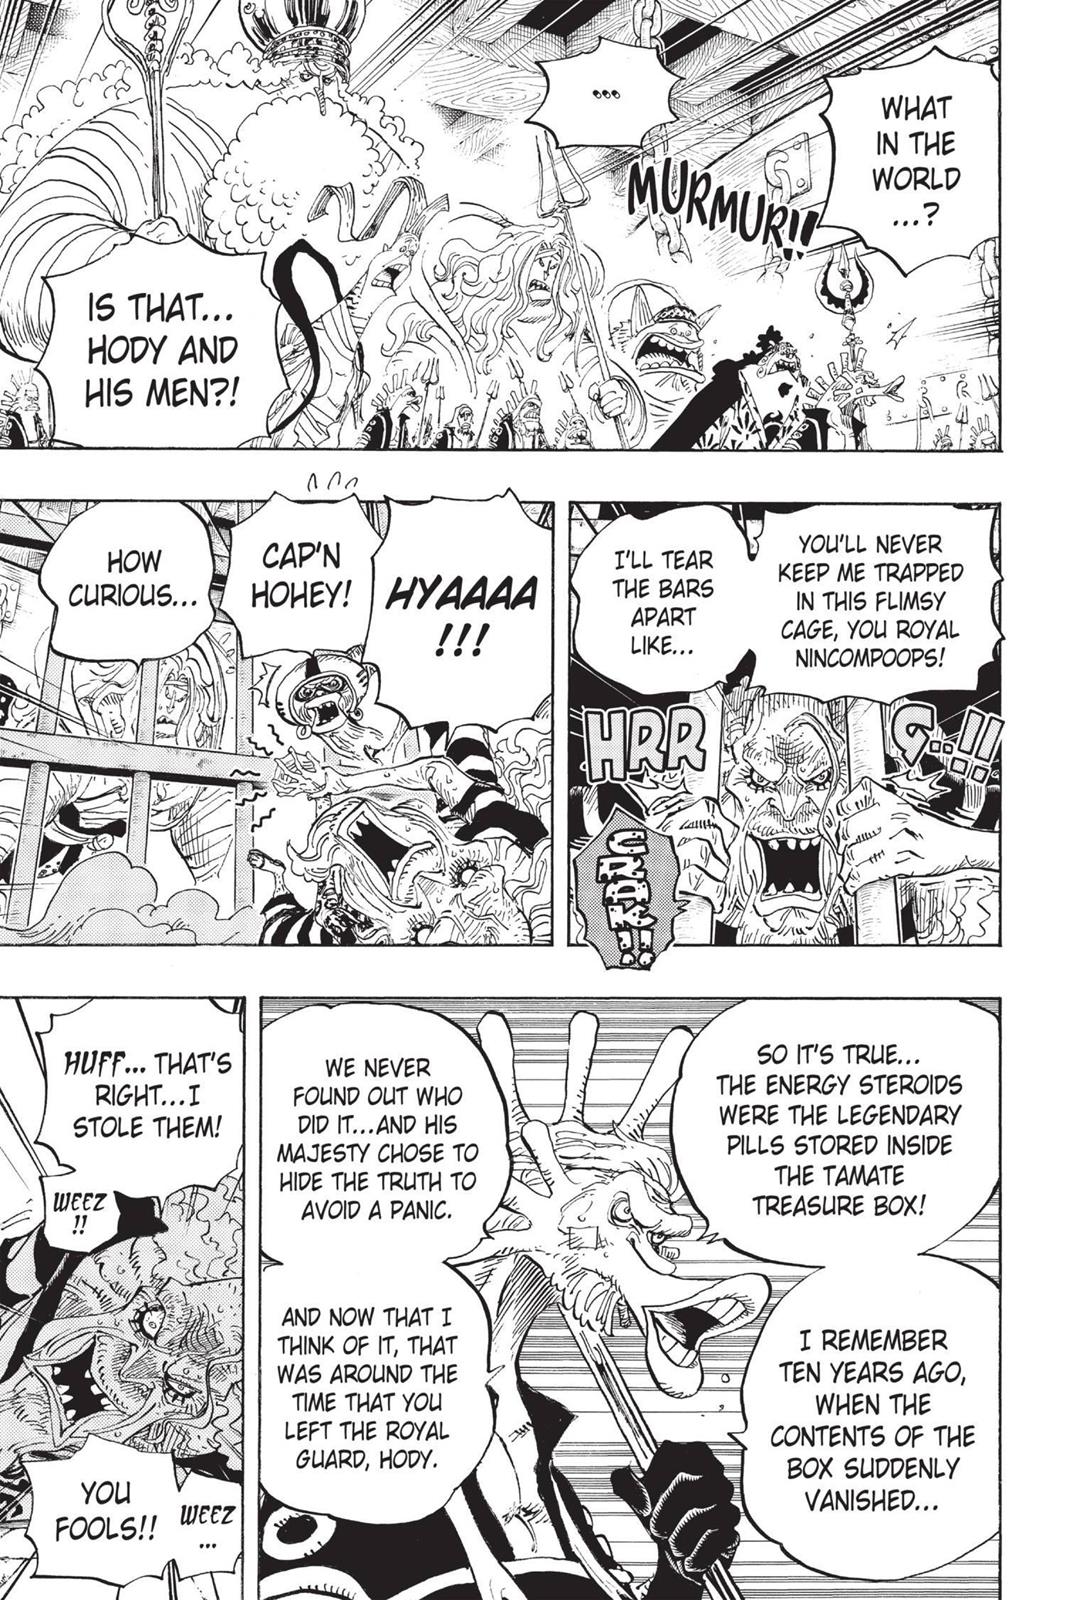 WHAT
IN THE
WORLD
...?
...
MURMUR!!
IS THAT...
HODY AND
HIS MEN?!
YOU'LL NEVER
KEEP ME TRAPPED
IN THIS FLIMSY
CAGE, YOU ROYAL
NINCOMPOOPS!
I'LL TEAR
THE BARS
APART
LIKE...
HRR
G..!!
HYAAAA
!!!
CAP'N
HOHEY!
HOW
CURIOUS...
SO IT'S TRUE...
THE ENERGY STEROIDS
WERE THE LEGENDARY
PILLS STORED INSIDE
THE TAMATE
TREASURE BOX!
I REMEMBER
TEN YEARS AGO,
WHEN THE
CONTENTS OF THE
BOX SUDDENLY
VANISHED...
WE NEVER
FOUND OUT WHO
DID IT...AND HIS
MAJESTY CHOSE TO
HIDE THE TRUTH TO
AVOID A PANIC.
AND NOW THAT I
THINK OF IT, THAT
WAS AROUND THE
TIME THAT YOU
LEFT THE ROYAL
GUARD, HODY.
HUFF... THAT'S
RIGHT...I
STOLE THEM!
WEEZ
!!
YOU
FOOLS!!
WEEZ
...